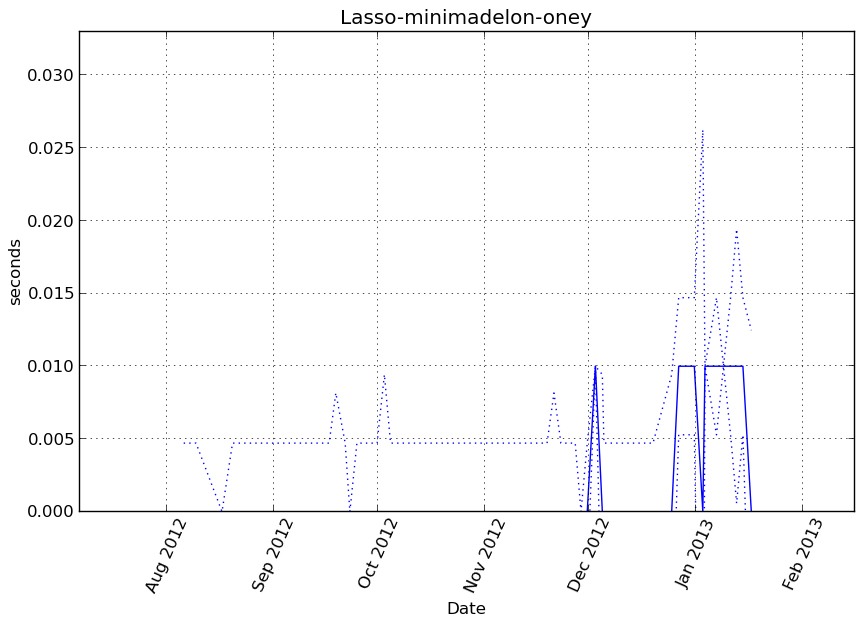 Lasso-minimadelon-oney
0.030
0.025
0.020
0.015
0.010
0.005
0.000
seconds
Aug 2012
Sep 2012
Oct 2012
Nov 2012
Dec 2012
Jan 2013
Feb 2013
Date